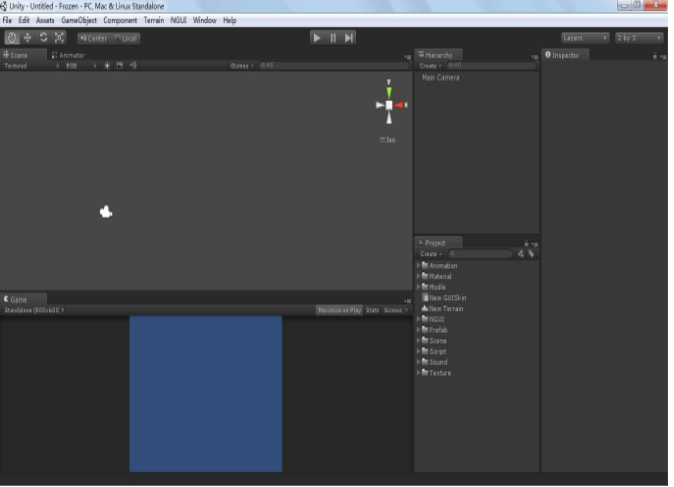 Unity - Untitled - Frozen - PC, Mac & Linux Standalone
File Edit Assets GameObject Component Terrain NGUI Window Help
Center Local
Layers
2 by 3
Scene Animator
Textured RGB Gizmos
y
x
Iso
Hierarchy
Create
Main Camera
Inspector
Project
Create
Animation
Material
Modle
New GUISkin
New Terrain
NGUI
Prefab
Scene
Script
Sound
Texture
Game
Standalone (800x600)
Maximize on Play Stats Gizmos